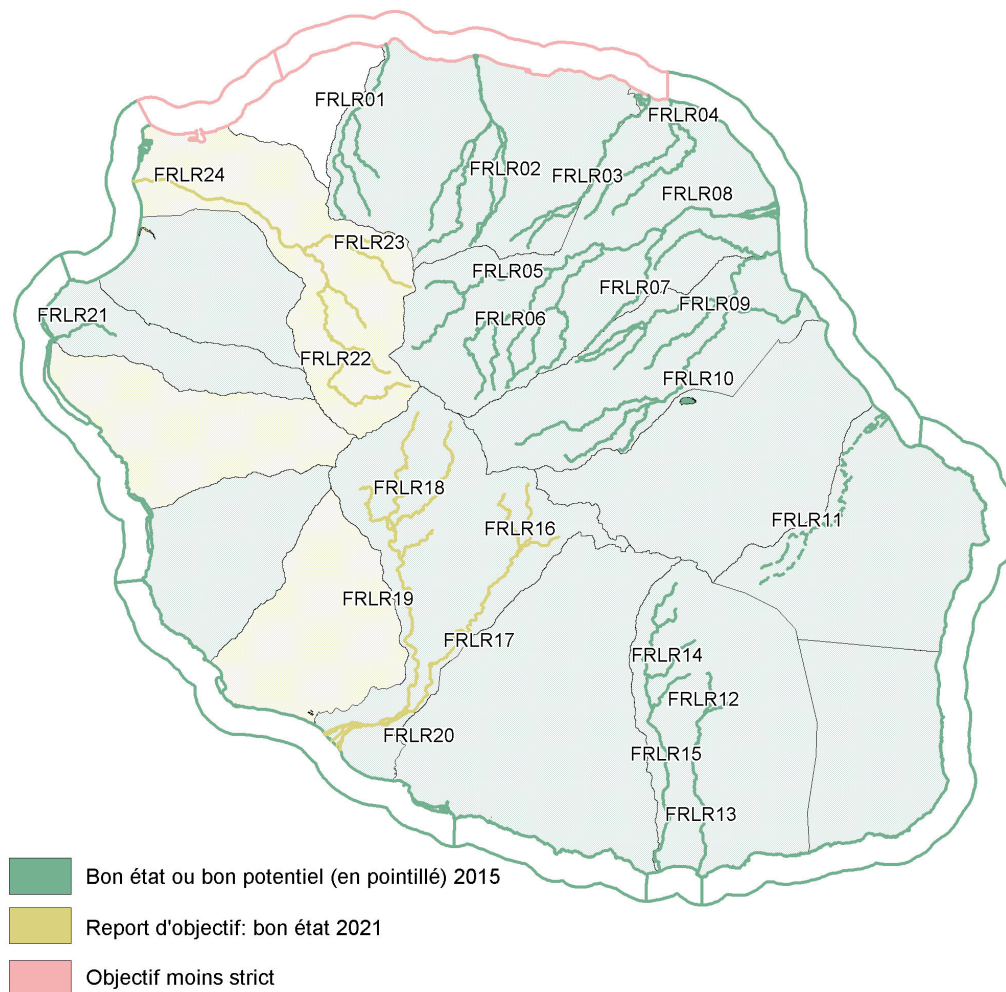 FRLR01
FRLR04
FRLR02
FRLR03
FRLR24
FRLR08
FRLR23
FRLR05
FRLR07
FRLR09
FRLR21
FRLR06
FRLR22
FRLR10
FRLR18
FRLR11
FRLR16
FRLR19
FRLR17
FRLR14
FRLR12
FRLR20
FRLR15
FRLR13
Bon état ou bon potentiel (en pointillé) 2015
Report d'objectif: bon état 2021
Objectif moins strict